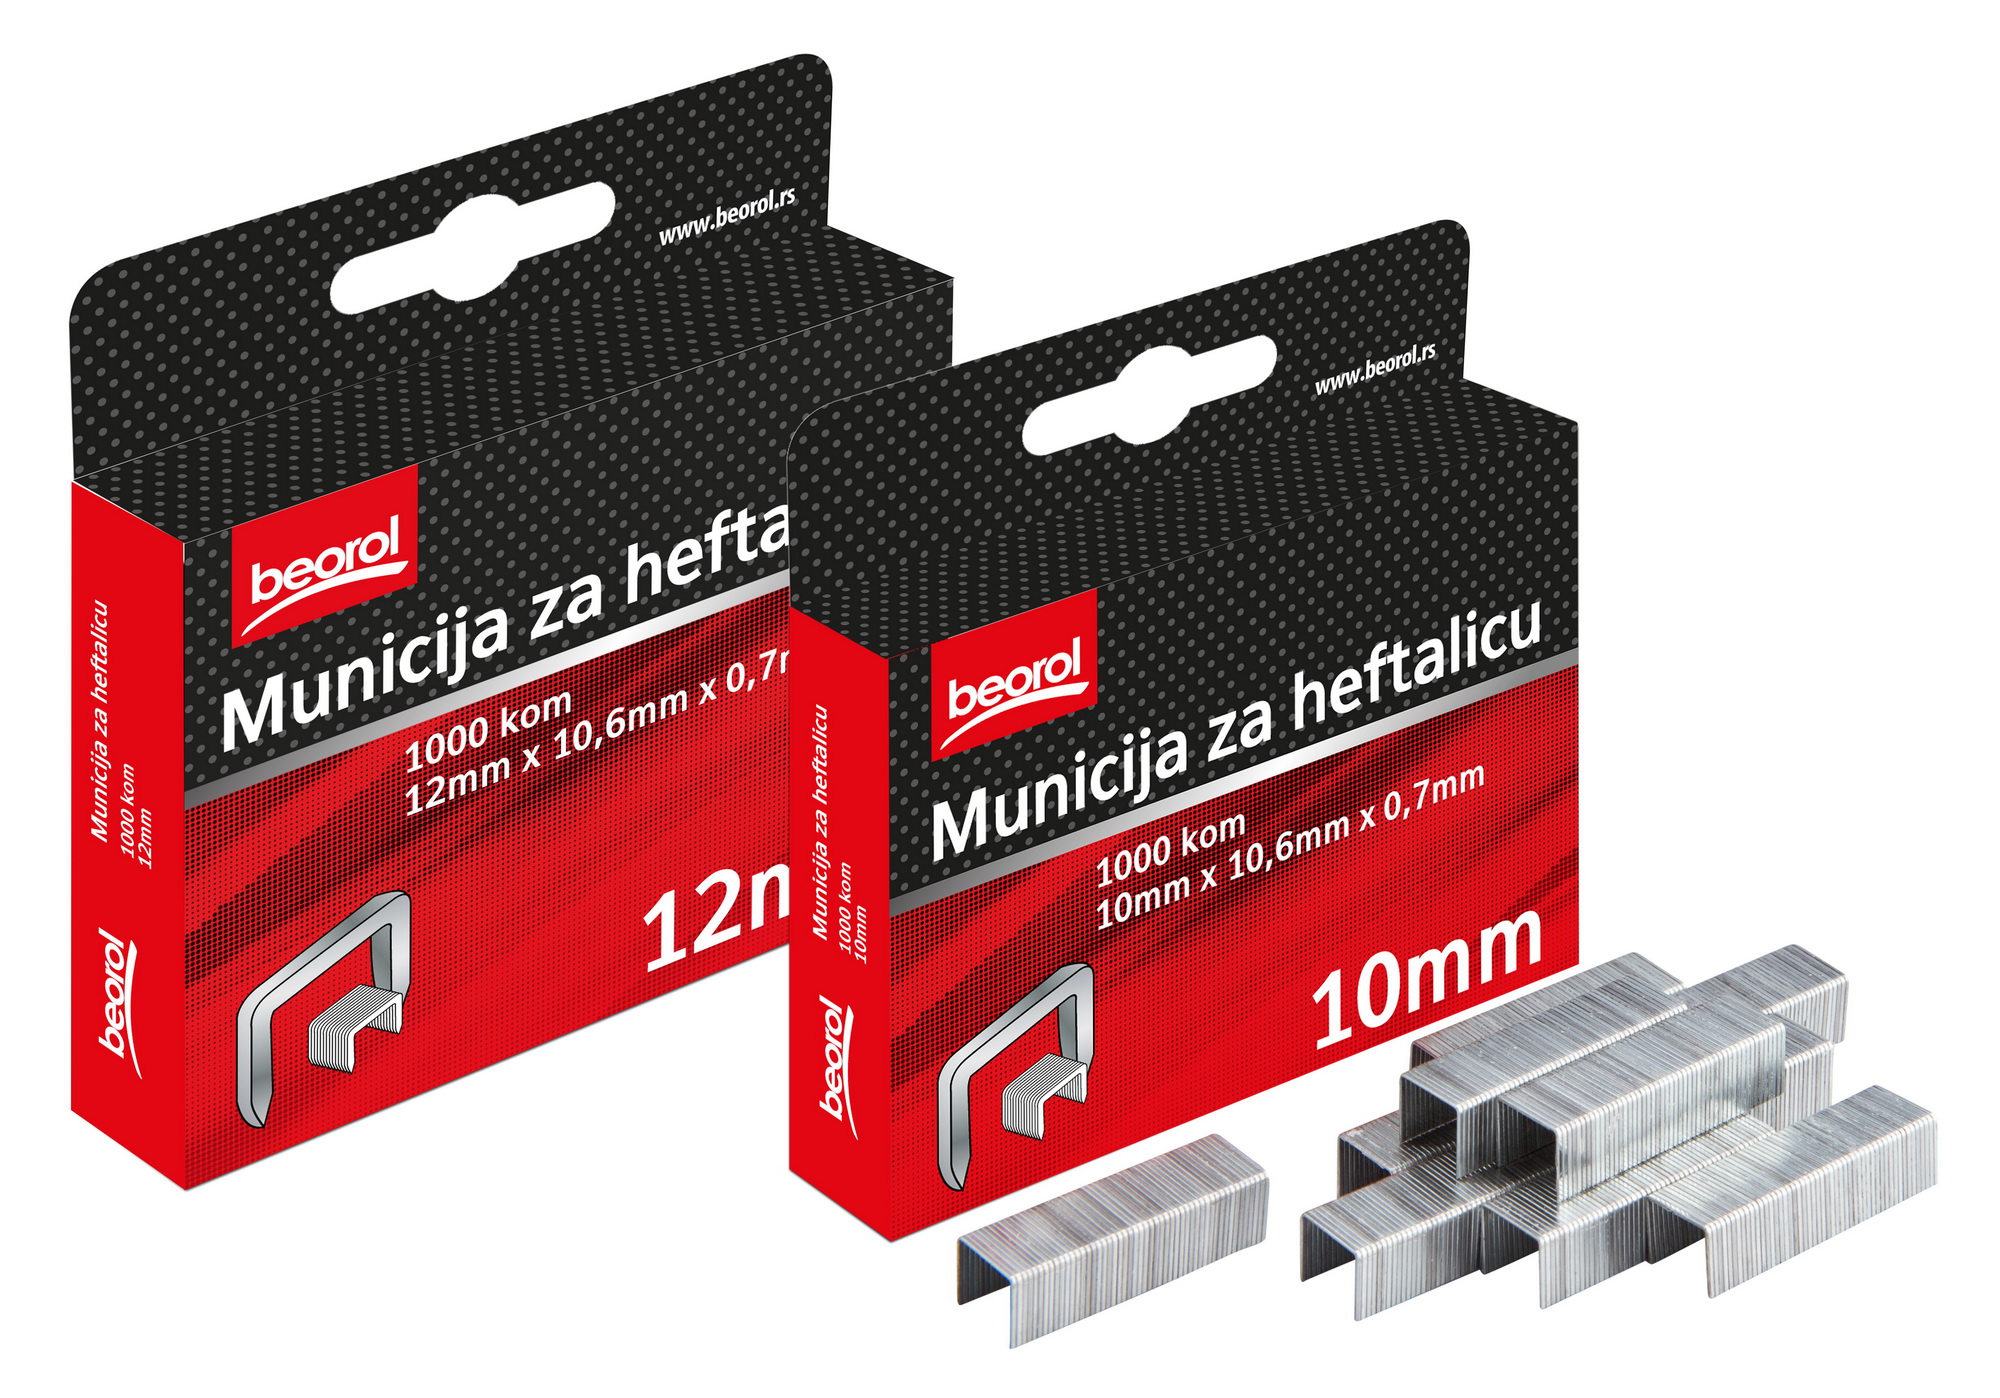 www.beorol.rs
beorol
Municija za hefta
1000 kom
12mm x 10,6mm x 0,7
12m
Municija za heftalicu
1000 kom
12mm
beorol
www.beorol.rs
beorol
Municija za heftalicu
1000 kom
10mm x 10,6mm x 0,7mm
10mm
Municija za heftalicu
1000 kom
10mm
beorol